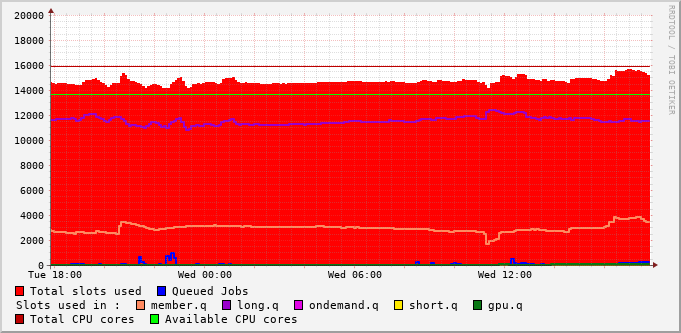 RRDTOOL / TOBI OETIKER
20000
18000
16000
14000
12000
10000
8000
6000
4000
2000
0
Tue 18:00 Wed 00:00 Wed 06:00 Wed 12:00
Total slots used Queued Jobs
Slots used in : member.q long.q ondemand.q short.q gpu.q
Total CPU cores Available CPU cores